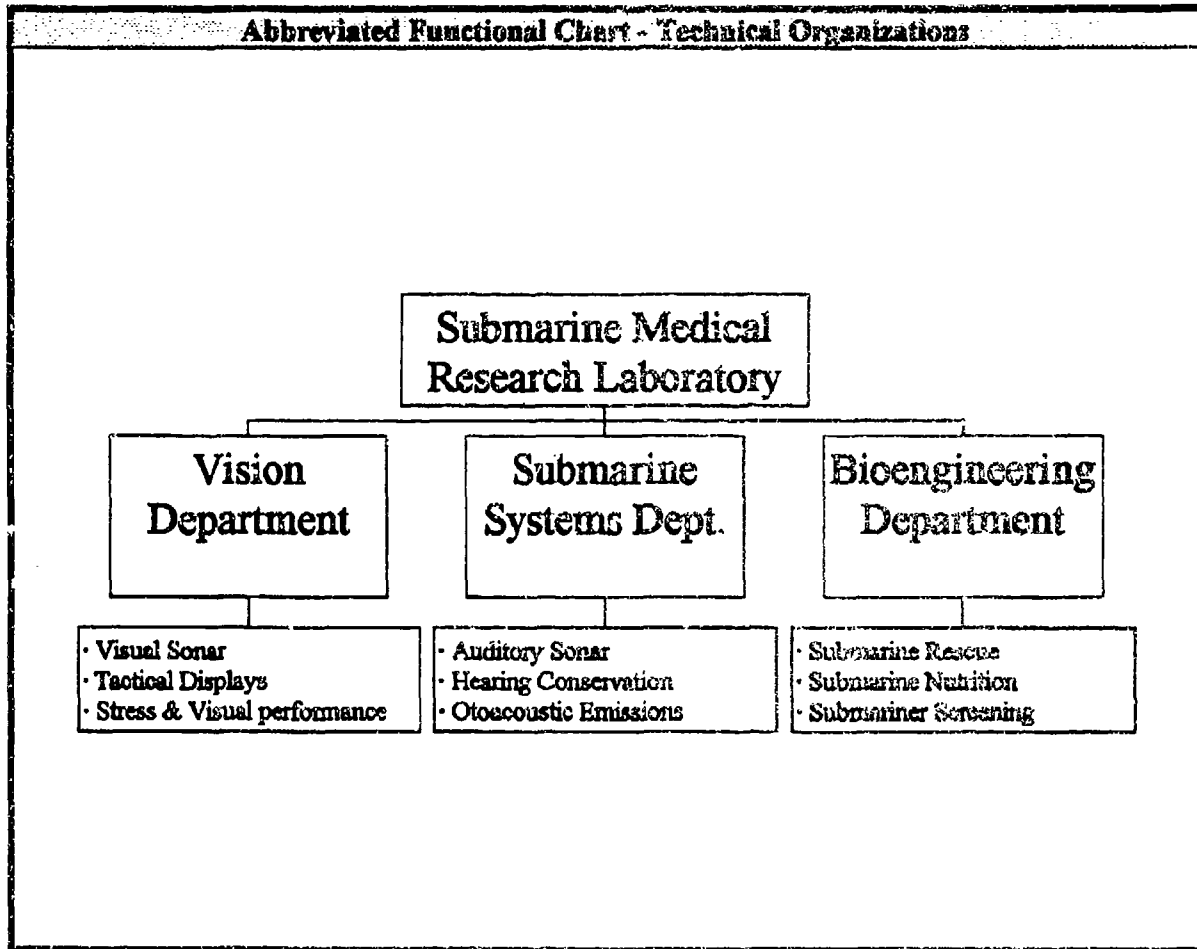 Abbreviated Functional Chart - Technical Organizations
Submarine Medical
Research Laboratory
Vision
Department
Submarine
Systems Dept.
Bioengineering
Department
· Visual Sonar
· Tactical Displays
· Stress & Visual performance
· Auditory Sonar
· Hearing Conservation
· Otoacoustic Emissions
· Submarine Rescue
· Submarine Nutrition
· Submariner Screening